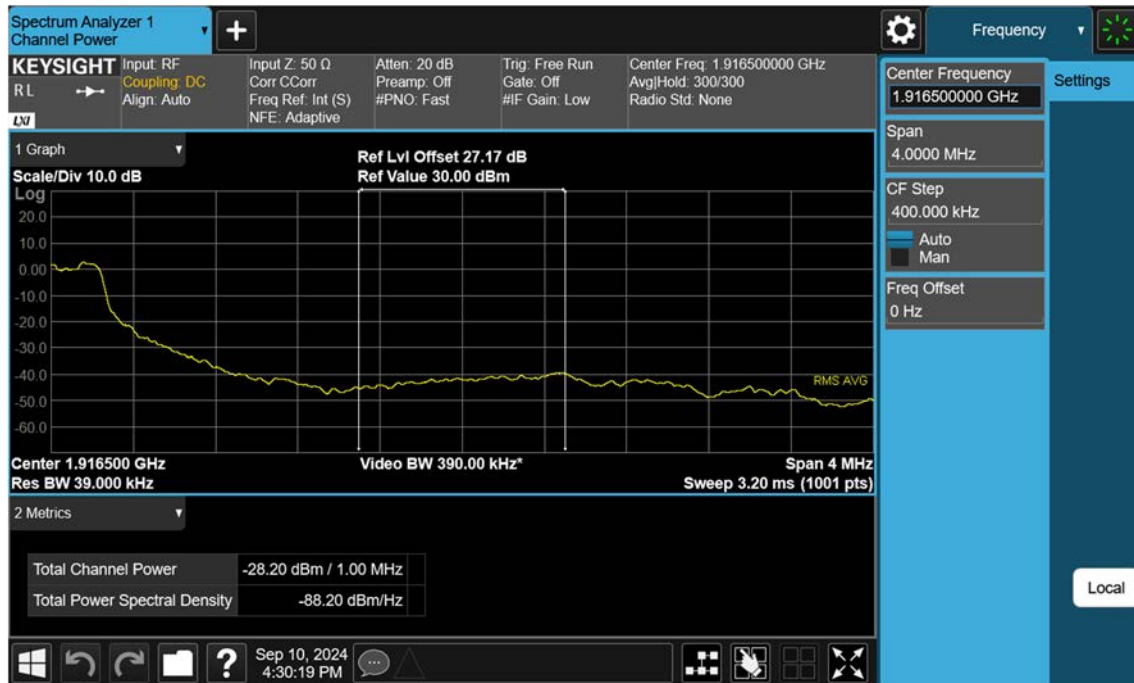 Spectrum Analyzer 1
Channel Power
+
Frequency
KEYSIGHT
R L
LXI
Input: RF
Coupling: DC
Align: Auto
Input Z: 50 Ω
Corr CCorr
Freq Ref: Int (S)
NFE: Adaptive
Atten: 20 dB
Preamp: Off
#PNO: Fast
Trig: Free Run
Gate: Off
#IF Gain: Low
Center Freq: 1.916500000 GHz
Avg|Hold: 300/300
Radio Std: None
1 Graph
Scale/Div 10.0 dB
Ref Lvl Offset 27.17 dB
Ref Value 30.00 dBm
Log
20.0
10.0
0.00
-10.0
-20.0
-30.0
-40.0
-50.0
-60.0
RMS AVG
Center 1.916500 GHz
Res BW 39.000 kHz
Video BW 390.00 kHz*
Span 4 MHz
Sweep 3.20 ms (1001 pts)
2 Metrics
Total Channel Power -28.20 dBm / 1.00 MHz
Total Power Spectral Density -88.20 dBm/Hz
Center Frequency
1.916500000 GHz
Settings
Span
4.0000 MHz
CF Step
400.000 kHz
Auto
Man
Freq Offset
0 Hz
Local
?
Sep 10, 2024
4:30:19 PM